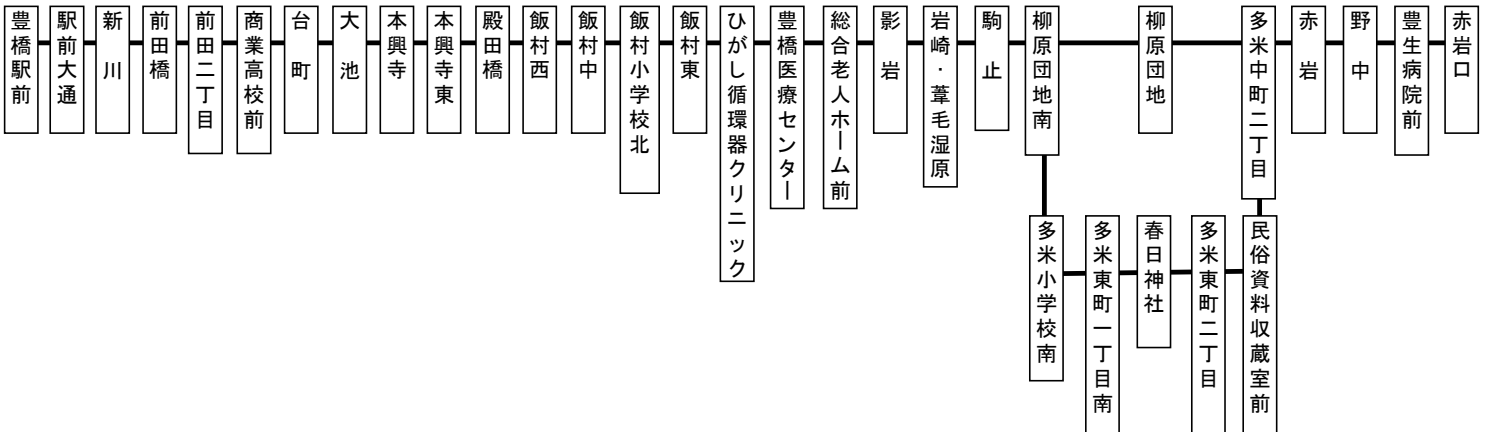 豊橋駅前
駅前大通
新川
前田橋
前田二丁目
商業高校前
台町
大池
本興寺
本興寺東
殿田橋
飯村西
飯村中
飯村小学校北
飯村東
ひがし循環器クリニック
豊橋医療センター
総合老人ホーム前
影岩
岩崎・葦毛湿原
駒止
柳原団地南
柳原団地
多米中町二丁目
赤岩
野中
豊生病院前
赤岩口
多米小学校南
多米東町一丁目南
春日神社
多米東町二丁目
民俗資料収蔵室前